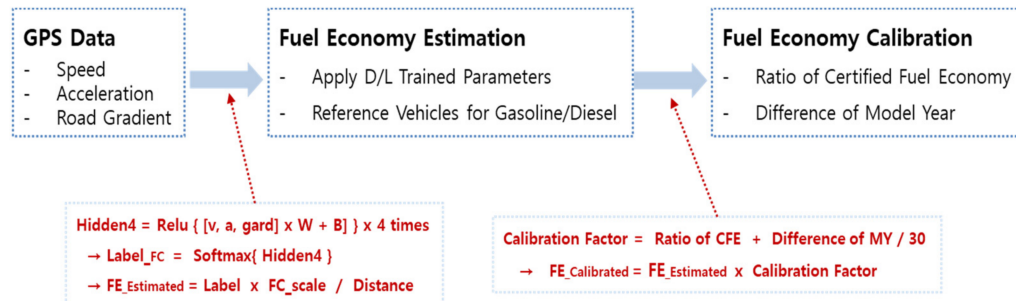 GPS Data
- Speed
- Acceleration
- Road Gradient
Fuel Economy Estimation
- Apply D/L Trained Parameters
- Reference Vehicles for Gasoline/Diesel
Fuel Economy Calibration
- Ratio of Certified Fuel Economy
- Difference of Model Year
Hidden4 = Relu { [v, a, gard] x W + B] } x 4 times
→ Label_FC = Softmax{ Hidden4 }
→ FE_Estimated = Label x FC_scale / Distance
Calibration Factor = Ratio of CFE + Difference of MY / 30
→ FE_Calibrated = FE_Estimated x Calibration Factor